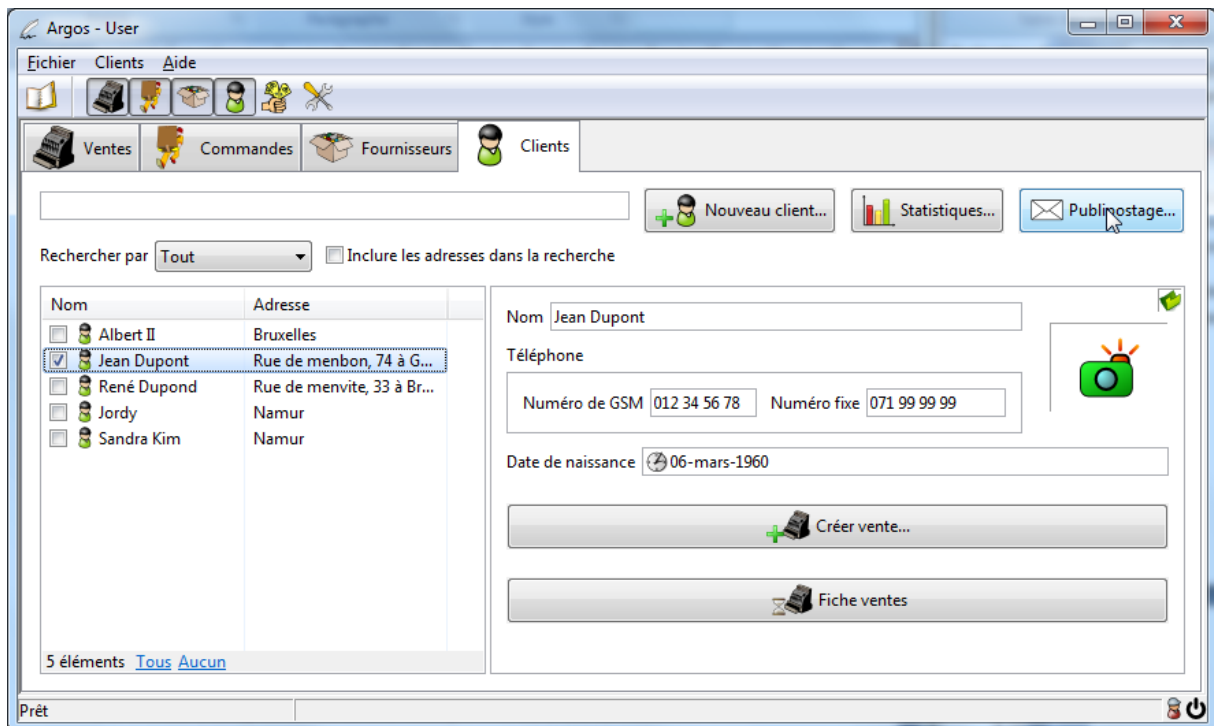 Argos - User
Fichier Clients Aide
Ventes Commandes Fournisseurs Clients
Nouveau client... Statistiques... Publipostage...
Rechercher par Tout Inclure les adresses dans la recherche
Nom Adresse
Albert II Bruxelles
Jean Dupont Rue de menbon, 74 à G...
René Dupond Rue de menvite, 33 à Br...
Jordy Namur
Sandra Kim Namur
5 éléments Tous Aucun
Nom Jean Dupont
Téléphone
Numéro de GSM 012 34 56 78 Numéro fixe 071 99 99 99
Date de naissance 06-mars-1960
Créer vente...
Fiche ventes
Prêt